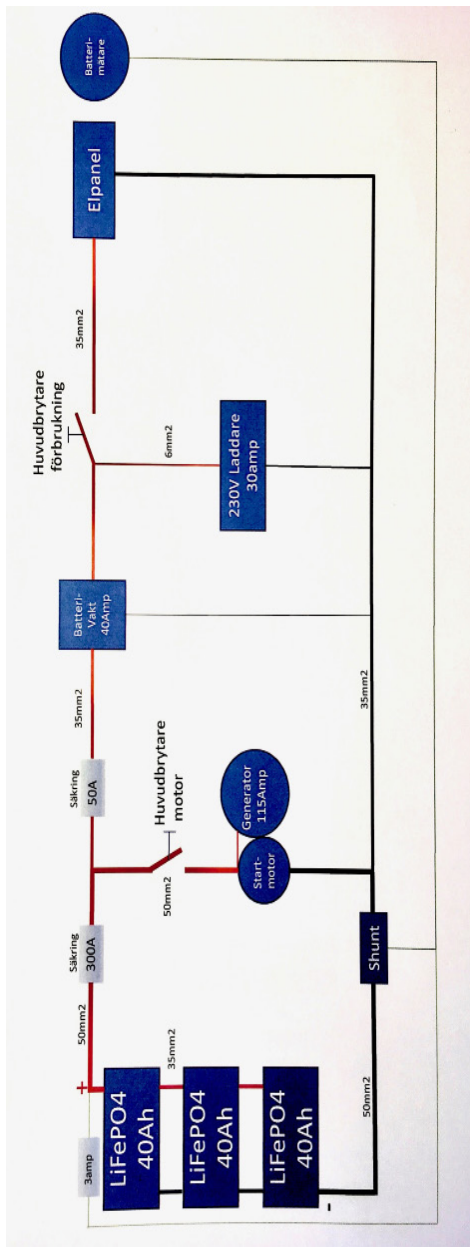 3amp
+
LiFePO4
40Ah
LiFePO4
40Ah
LiFePO4
40Ah
-
35mm2
50mm2
50mm2
Säkring
300A
Säkring
50A
50mm2
Huvudbrytare
motor
Start-
motor
Generator
115Amp
Shunt
35mm2
Batteri-
Vakt
40Amp
35mm2
Huvudbrytare
förbrukning
6mm2
230V Laddare
30amp
35mm2
Elpanel
Batteri-
mätare